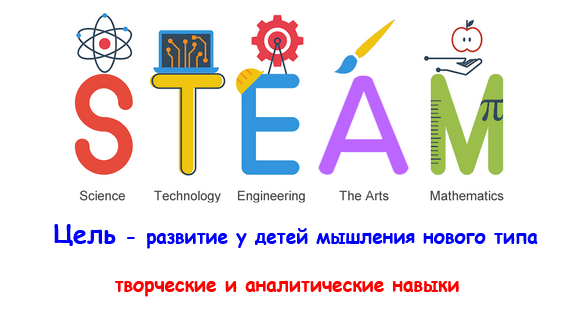 STEAM
π
Science Technology Engineering The Arts Mathematics
Цель - развитие у детей мышления нового типа
творческие и аналитические навыки